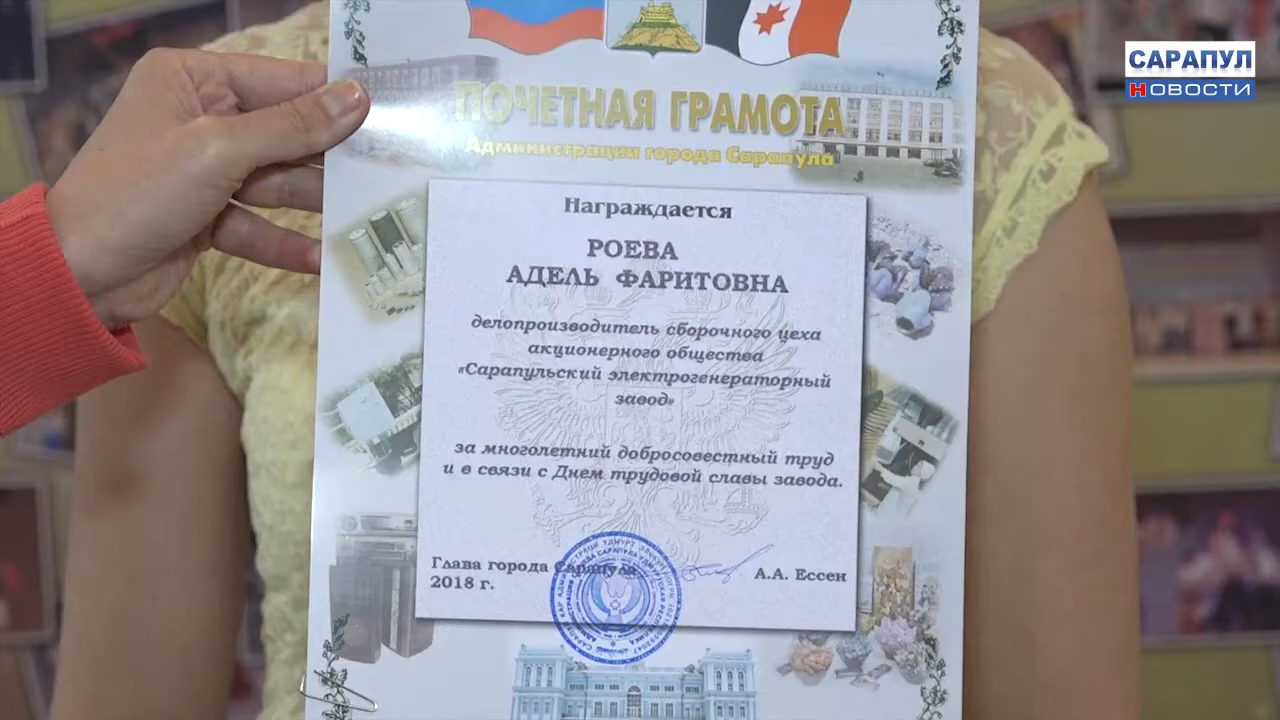 САРАПУЛ
НОВОСТИ
ПОЧЕТНАЯ ГРАМОТА
Администрации города Сарапула
Награждается
РОЕВА
АДЕЛЬ ФАРИТОВНА
делопроизводитель сборочного цеха
акционерного общества
«Сарапульский электрогенераторный
завод»
за многолетний добросовестный труд
и в связи с Днем трудовой славы завода.
Глава города Сарапула
2018 г.
А.А. Ессен